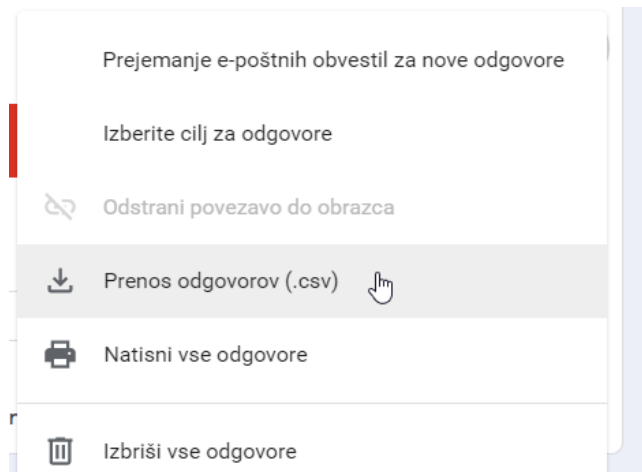 Prejemanje e-poštnih obvestil za nove odgovore
Izberite cilj za odgovore
Odstrani povezavo do obrazca
Prenos odgovorov (.csv)
Natisni vse odgovore
Izbriši vse odgovore